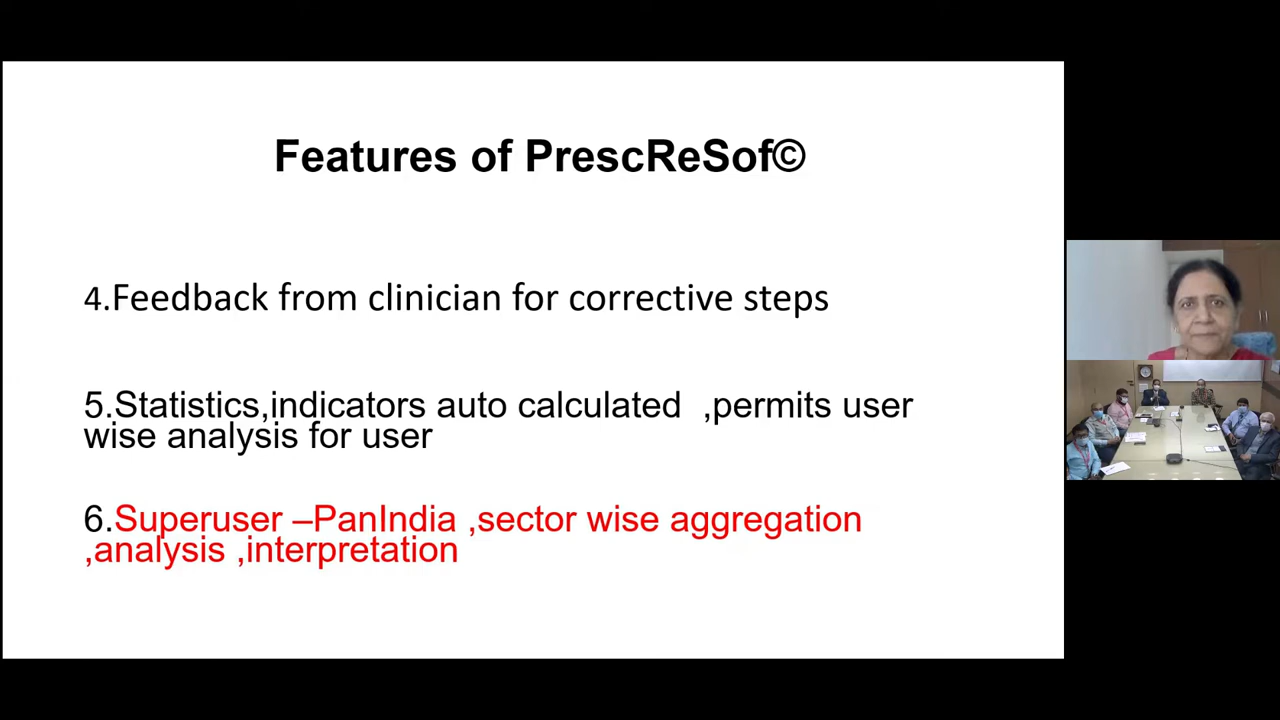 Features of PrescReSof©
4.Feedback from clinician for corrective steps
5.Statistics,indicators auto calculated ,permits user
wise analysis for user
6.Superuser –PanIndia ,sector wise aggregation
,analysis ,interpretation